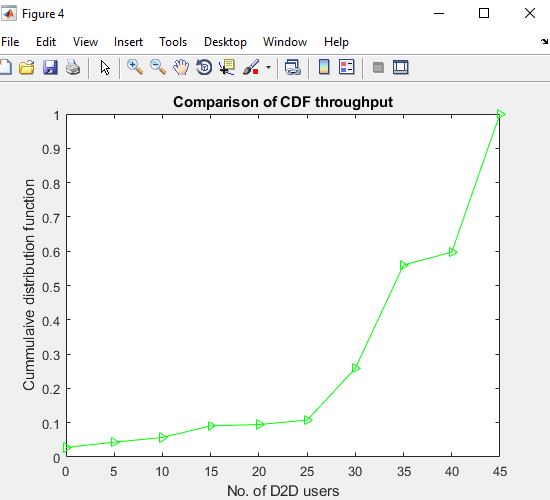 Figure 4
File Edit View Insert Tools Desktop Window Help
Comparison of CDF throughput
1
0.9
0.8
0.7
0.6
0.5
0.4
0.3
0.2
0.1
0
Cummulaive distribution function
0 5 10 15 20 25 30 35 40 45
No. of D2D users